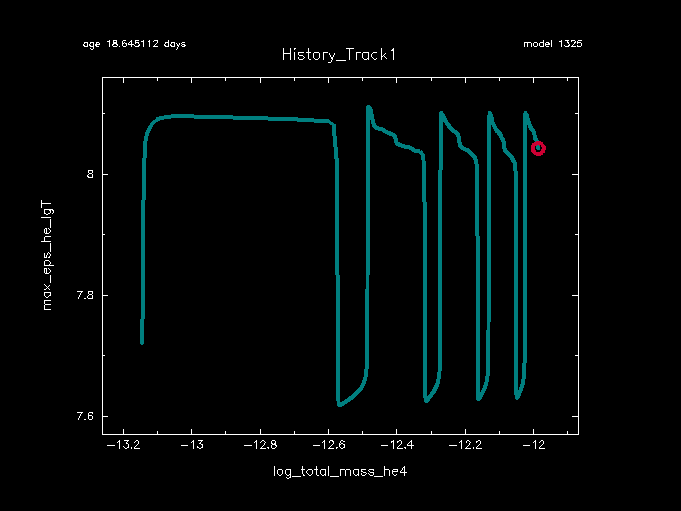 age 18.645112 days
model 1325
History_Track1
max_eps_he_lgT
8
7.8
7.6
−13.2
−13
−12.8
−12.6
−12.4
−12.2
−12
log_total_mass_he4